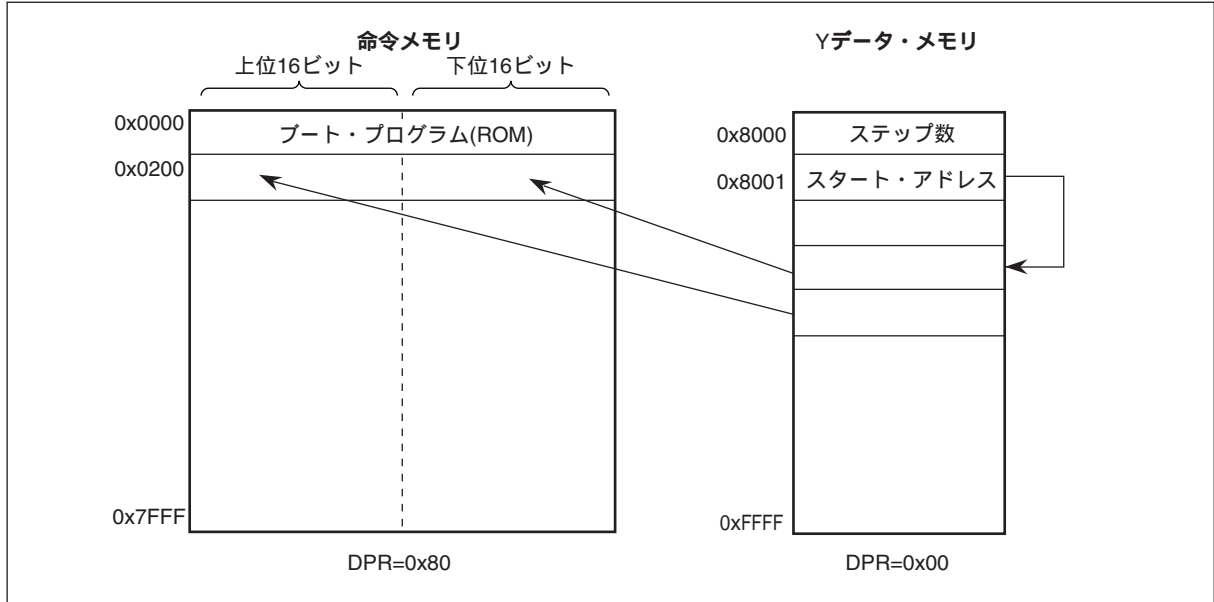 命令メモリ
上位16ビット
下位16ビット
0x0000
ブート・プログラム(ROM)
0x0200
0x7FFF
DPR=0x80
Yデータ・メモリ
0x8000
ステップ数
0x8001
スタート・アドレス
0xFFFF
DPR=0x00